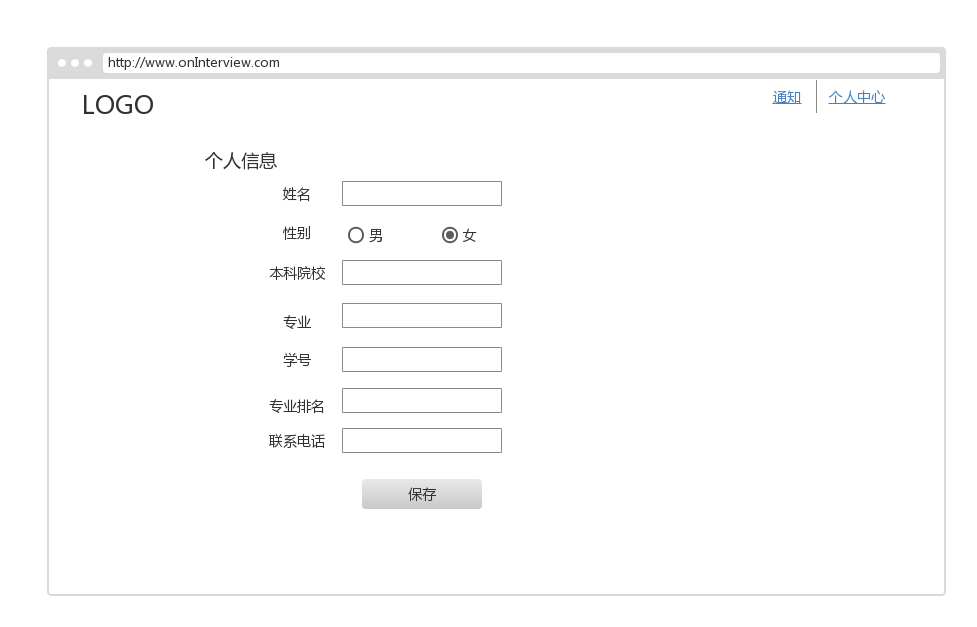 http://www.onInterview.com
LOGO
通知 个人中心
个人信息
姓名
性别 男 女
本科院校
专业
学号
专业排名
联系电话
保存